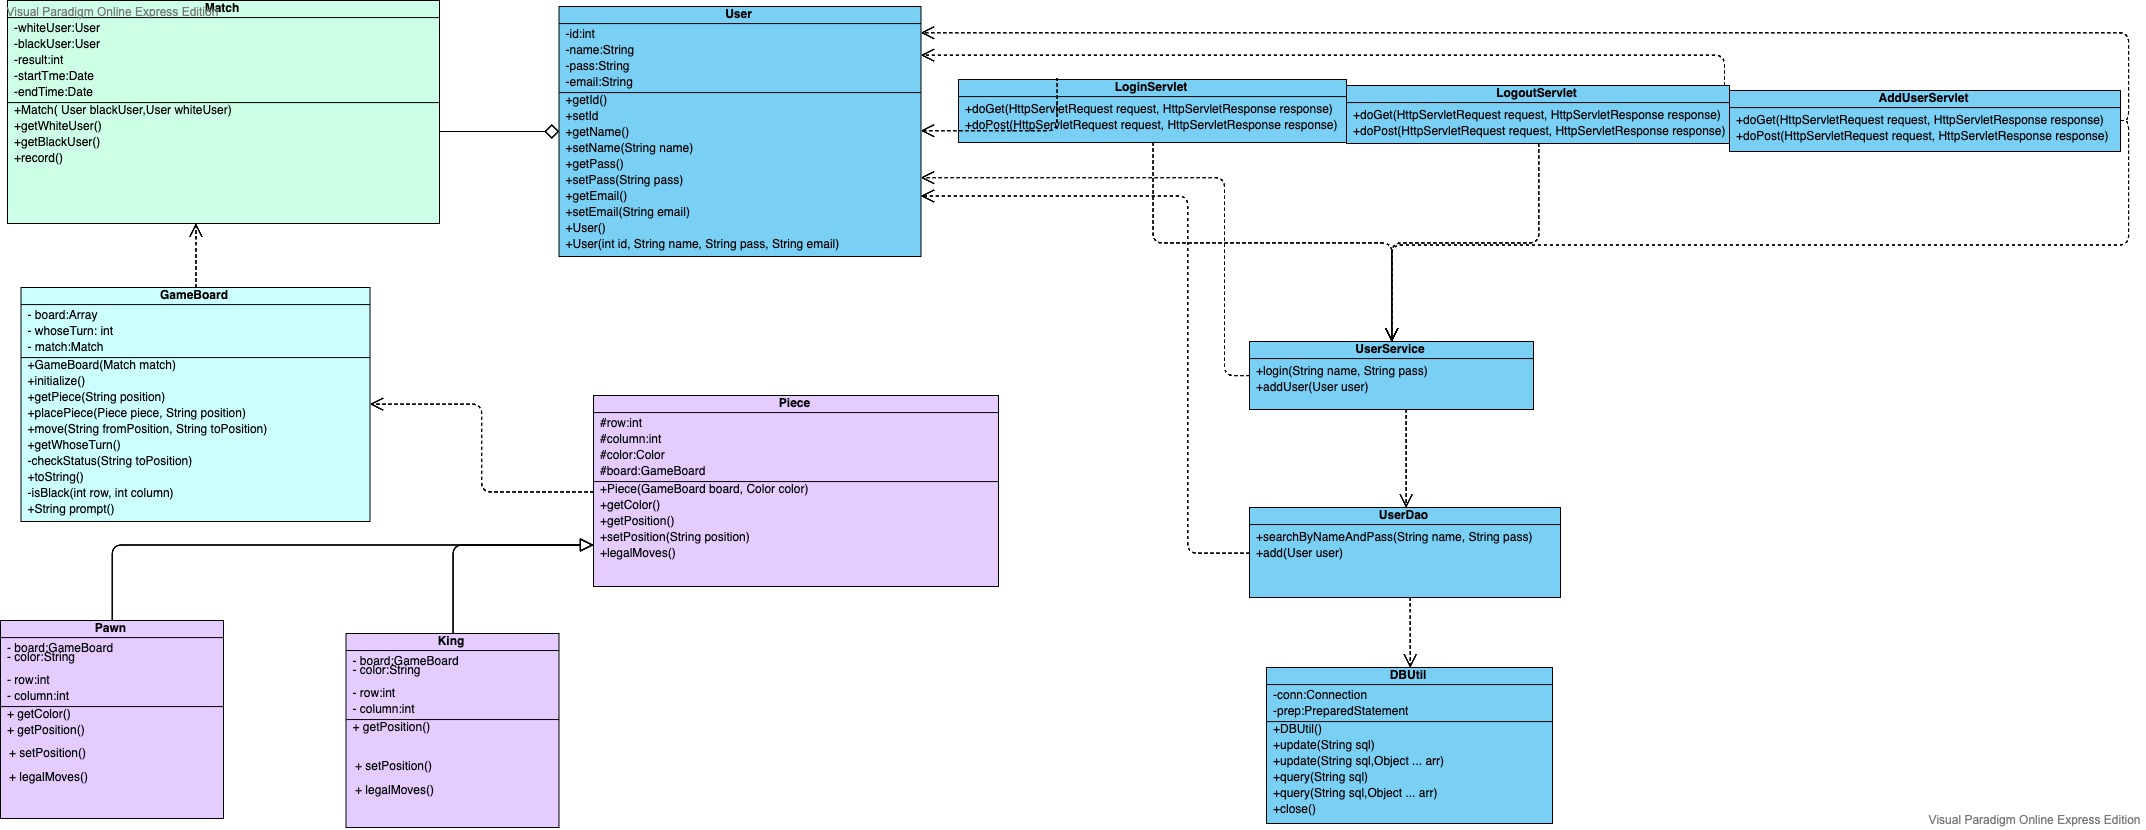 Visual Paradigm Online Express Edition
Match
-whiteUser:User
-blackUser:User
-result:int
-startTme:Date
-endTime:Date
+Match( User blackUser,User whiteUser)
+getWhiteUser()
+getBlackUser()
+record()
User
-id:int
-name:String
-pass:String
-email:String
+getId()
+setId
+getName()
+setName(String name)
+getPass()
+setPass(String pass)
+getEmail()
+setEmail(String email)
+User()
+User(int id, String name, String pass, String email)
LoginServlet
+doGet(HttpServletRequest request, HttpServletResponse response)
+doPost(HttpServletRequest request, HttpServletResponse response)
LogoutServlet
+doGet(HttpServletRequest request, HttpServletResponse response)
+doPost(HttpServletRequest request, HttpServletResponse response)
AddUserServlet
+doGet(HttpServletRequest request, HttpServletResponse response)
+doPost(HttpServletRequest request, HttpServletResponse response)
GameBoard
- board:Array
- whoseTurn: int
- match:Match
+GameBoard(Match match)
+initialize()
+getPiece(String position)
+placePiece(Piece piece, String position)
+move(String fromPosition, String toPosition)
+getWhoseTurn()
-checkStatus(String toPosition)
+toString()
-isBlack(int row, int column)
+String prompt()
Piece
#row:int
#column:int
#color:Color
#board:GameBoard
+Piece(GameBoard board, Color color)
+getColor()
+getPosition()
+setPosition(String position)
+legalMoves()
UserService
+login(String name, String pass)
+addUser(User user)
UserDao
+searchByNameAndPass(String name, String pass)
+add(User user)
Pawn
- board:GameBoard
- color:String
- row:int
- column:int
+ getColor()
+ getPosition()
+ setPosition()
+ legalMoves()
King
- board:GameBoard
- color:String
- row:int
- column:int
+ getPosition()
+ setPosition()
+ legalMoves()
DBUtil
-conn:Connection
-prep:PreparedStatement
+DBUtil()
+update(String sql)
+update(String sql,Object ... arr)
+query(String sql)
+query(String sql,Object ... arr)
+close()
Visual Paradigm Online Express Edition